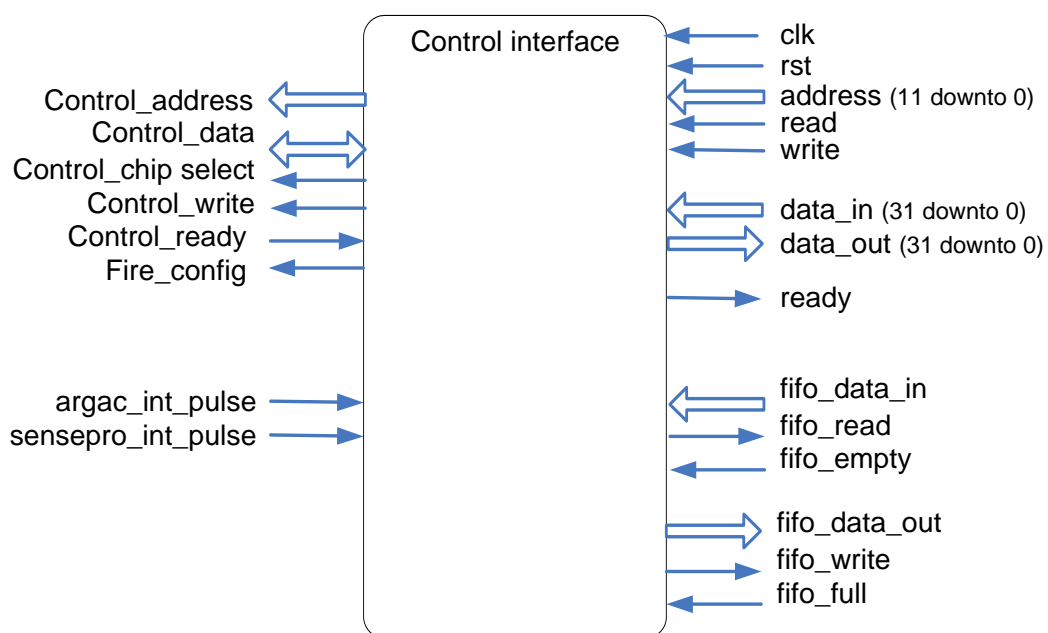 Control interface
Control_address
Control_data
Control_chip select
Control_write
Control_ready
Fire_config
argac_int_pulse
sensepro_int_pulse
clk
rst
address (11 downto 0)
read
write
data_in (31 downto 0)
data_out (31 downto 0)
ready
fifo_data_in
fifo_read
fifo_empty
fifo_data_out
fifo_write
fifo_full